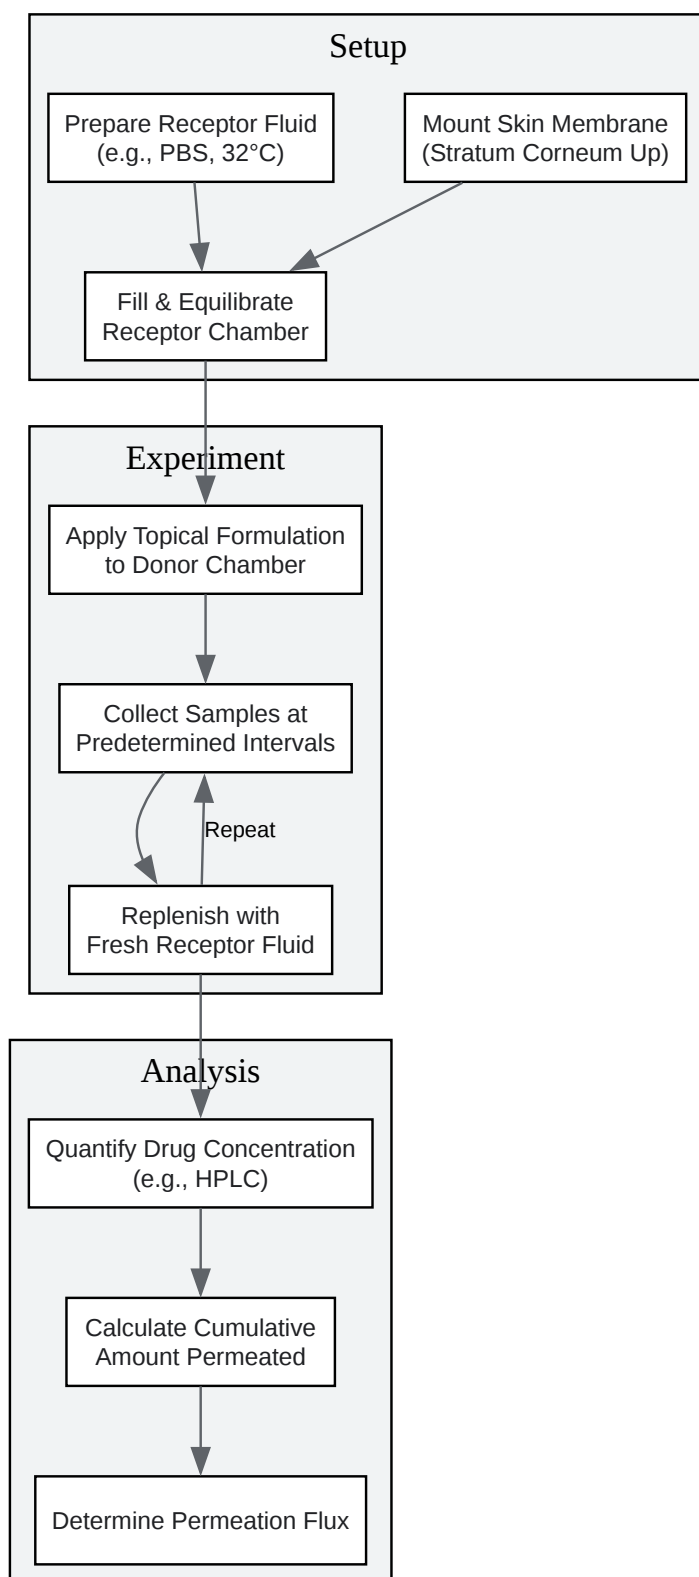 Setup
Prepare Receptor Fluid
(e.g., PBS, 32°C)
Mount Skin Membrane
(Stratum Corneum Up)
Fill & Equilibrate
Receptor Chamber
Experiment
Apply Topical Formulation
to Donor Chamber
Collect Samples at
Predetermined Intervals
Repeat
Replenish with
Fresh Receptor Fluid
Analysis
Quantify Drug Concentration
(e.g., HPLC)
Calculate Cumulative
Amount Permeated
Determine Permeation Flux